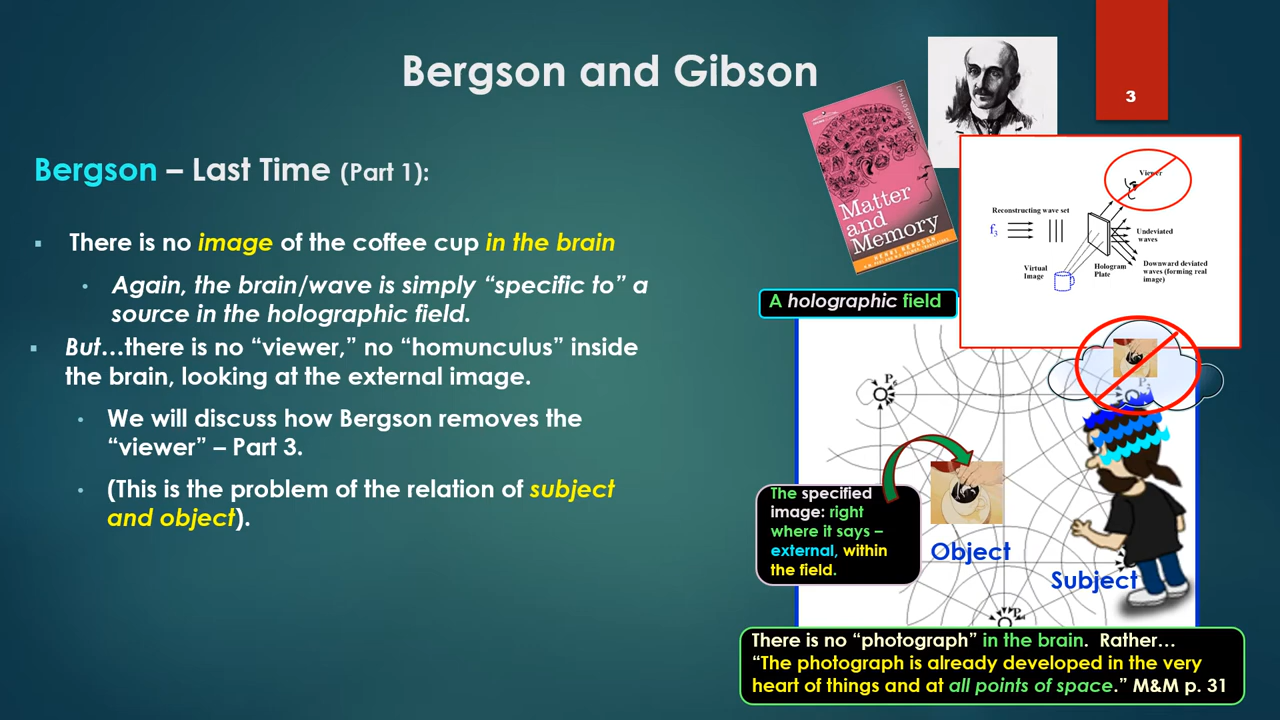 Bergson and Gibson
3
Bergson – Last Time (Part 1):
▪ There is no image of the coffee cup in the brain
• Again, the brain/wave is simply “specific to” a
source in the holographic field.
▪ But…there is no “viewer,” no “homunculus” inside
the brain, looking at the external image.
• We will discuss how Bergson removes the
“viewer” – Part 3.
• (This is the problem of the relation of subject
and object).
Matter
and
Memory
HENRI BERGSON
Viewer
Reconstructing wave set
f3
Undeviated
waves
Virtual
Image
Hologram
Plate
Downward deviated
waves (forming real
image)
A holographic field
P
The specified
image: right
where it says –
external, within
the field.
Object
Subject
P
There is no “photograph” in the brain. Rather…
“The photograph is already developed in the very
heart of things and at all points of space.” M&M p. 31